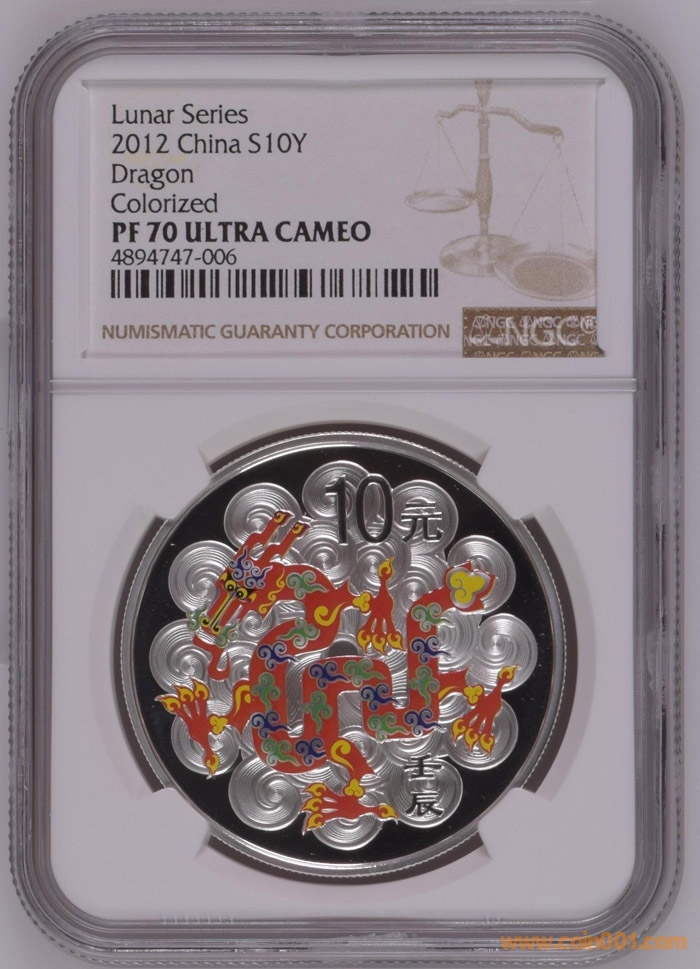 Lunar Series
2012 China S10Y
Dragon
Colorized
PF 70 ULTRA CAMEO
4894747-006
NUMISMATIC GUARANTY CORPORATION
NGC
10元
壬辰
www.coin001.com